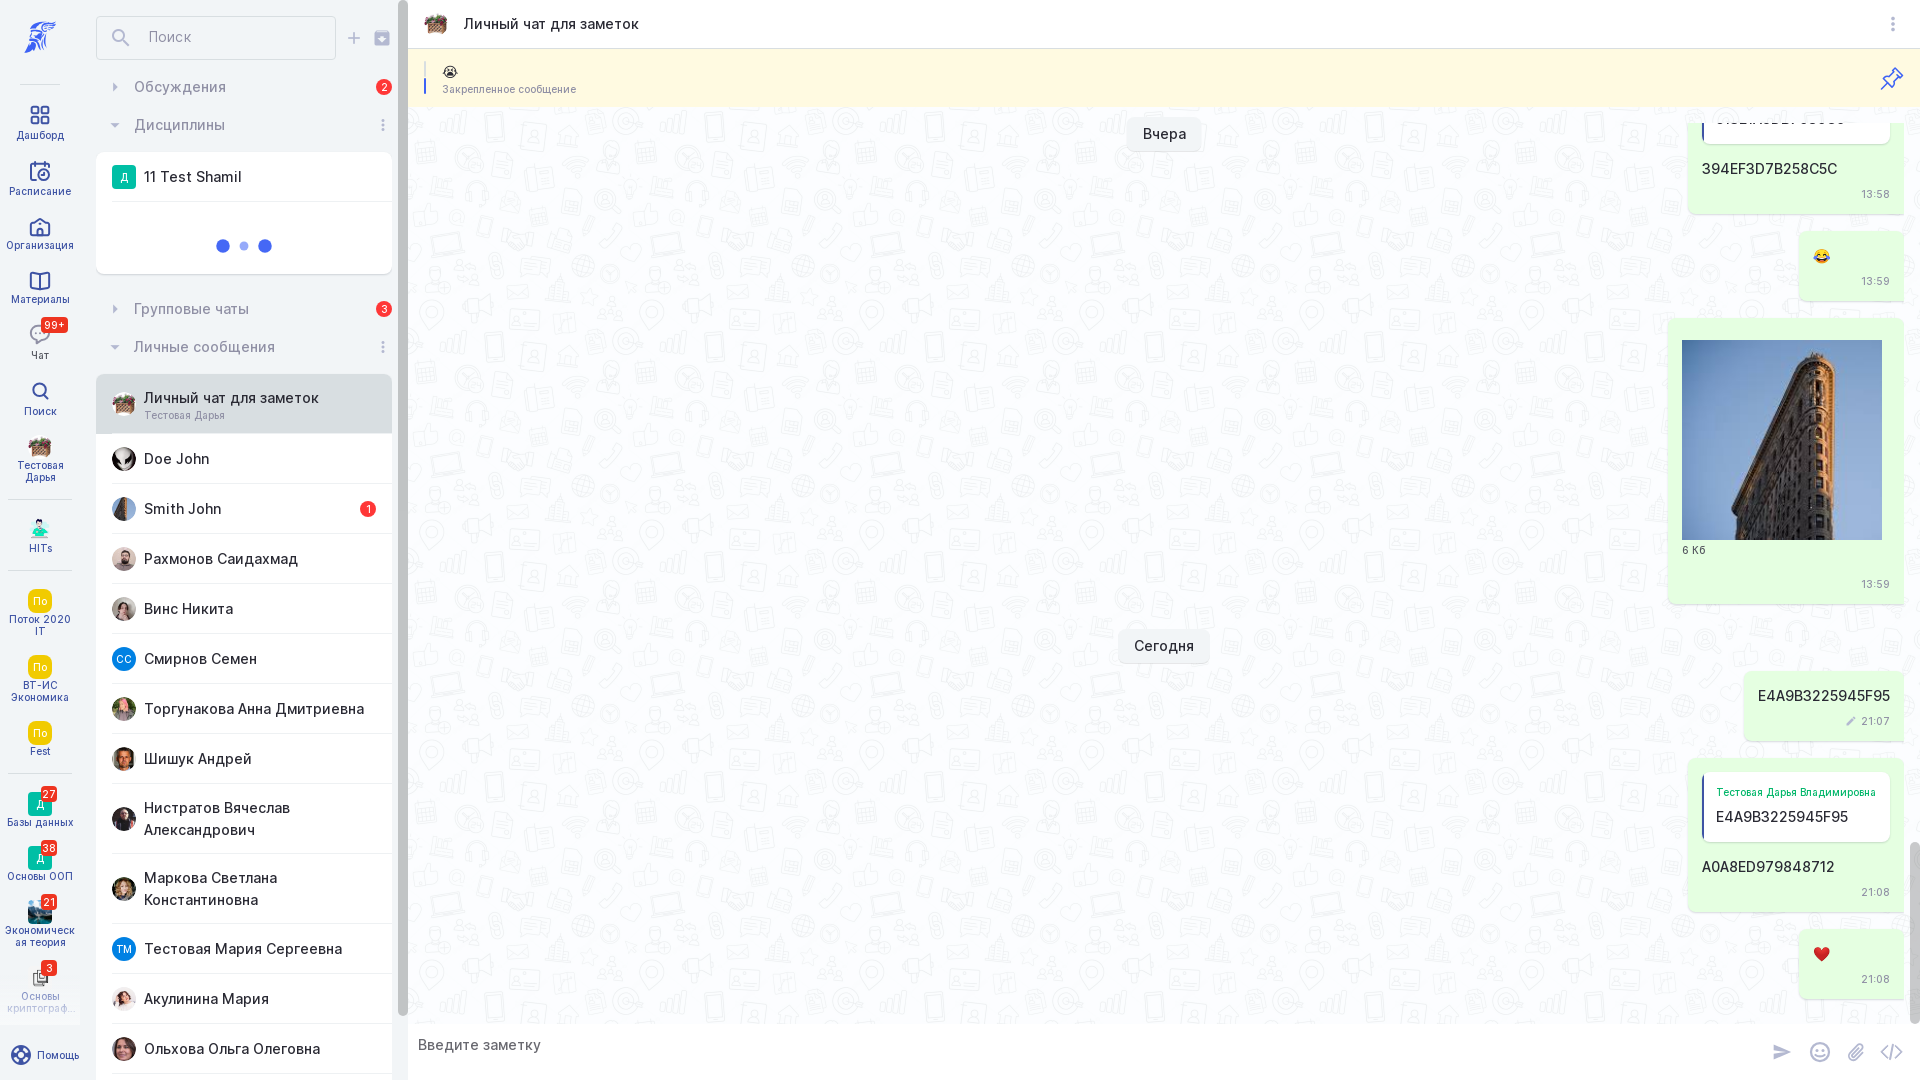 Дашборд
Расписание
Организация
Материалы
99+
Чат
Поиск
Тестовая
Дарья
HITs
По
Поток 2020
IT
По
ВТ-ИС
Экономика
По
Fest
27
Д
Базы данных
38
Д
Основы ООП
21
Экономическ
ая теория
3
Основы
криптограф...
Помощь
Поиск
Обсуждения
2
Дисциплины
Д
11 Test Shamil
Групповые чаты
3
Личные сообщения
Личный чат для заметок
Тестовая Дарья
Doe John
Smith John
1
Рахмонов Саидахмад
Винс Никита
СС
Смирнов Семен
Торгунакова Анна Дмитриевна
Шишук Андрей
Нистратов Вячеслав
Александрович
Маркова Светлана
Константиновна
ТМ
Тестовая Мария Сергеевна
Акулинина Мария
Ольхова Ольга Олеговна
Личный чат для заметок
😭
Закрепленное сообщение
Вчера
394EF3D7B258C5C
13:58
😂
13:59
6 Кб
13:59
Сегодня
E4A9B3225945F95
21:07
Тестовая Дарья Владимировна
E4A9B3225945F95
A0A8ED979848712
21:08
❤️
21:08
Введите заметку